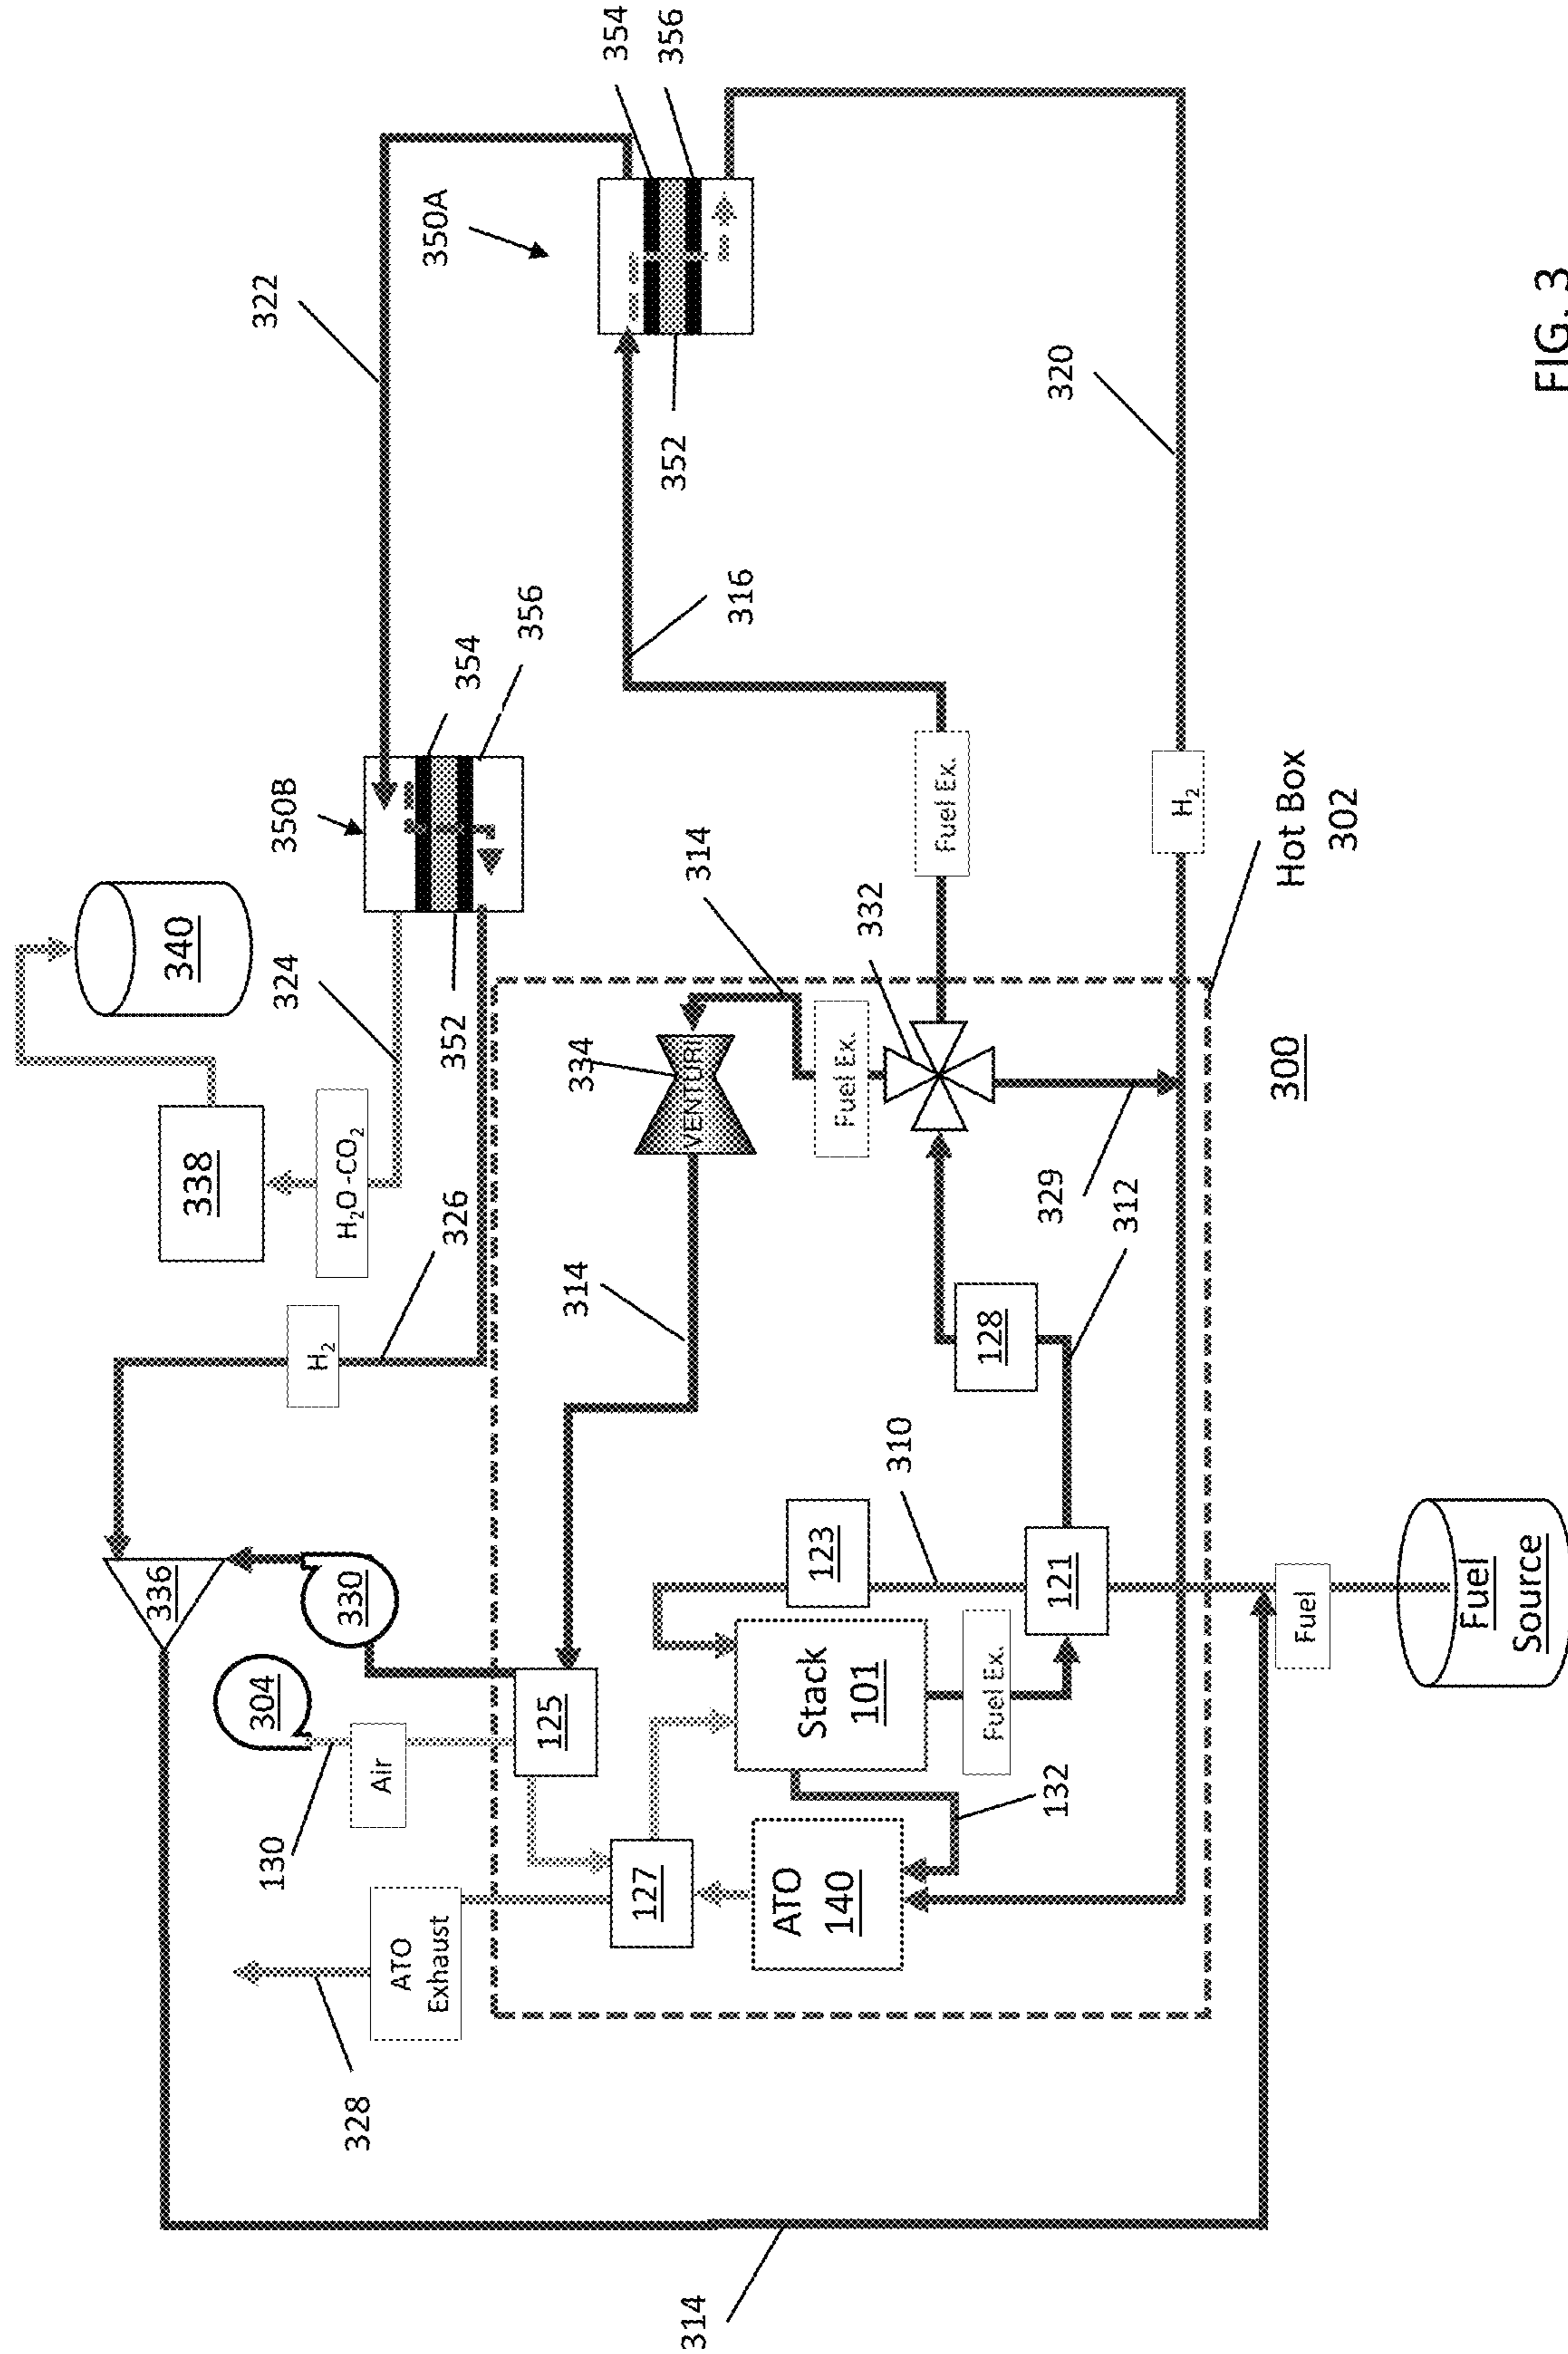 336
338
340
304
130
322
350B
324
H₂
H₂O-CO₂
330
328
Air
ATO
Exhaust
350A
326
352
354
356
125
314
334
354
127
356
352
VENTURI
314
314
316
ATO
140
Stack
101
123
Fuel Ex.
332
310
Fuel Ex.
Fuel Ex.
128
132
329
320
121
312
H₂
300
Hot Box
302
Fuel
Fuel
Source
FIG. 3